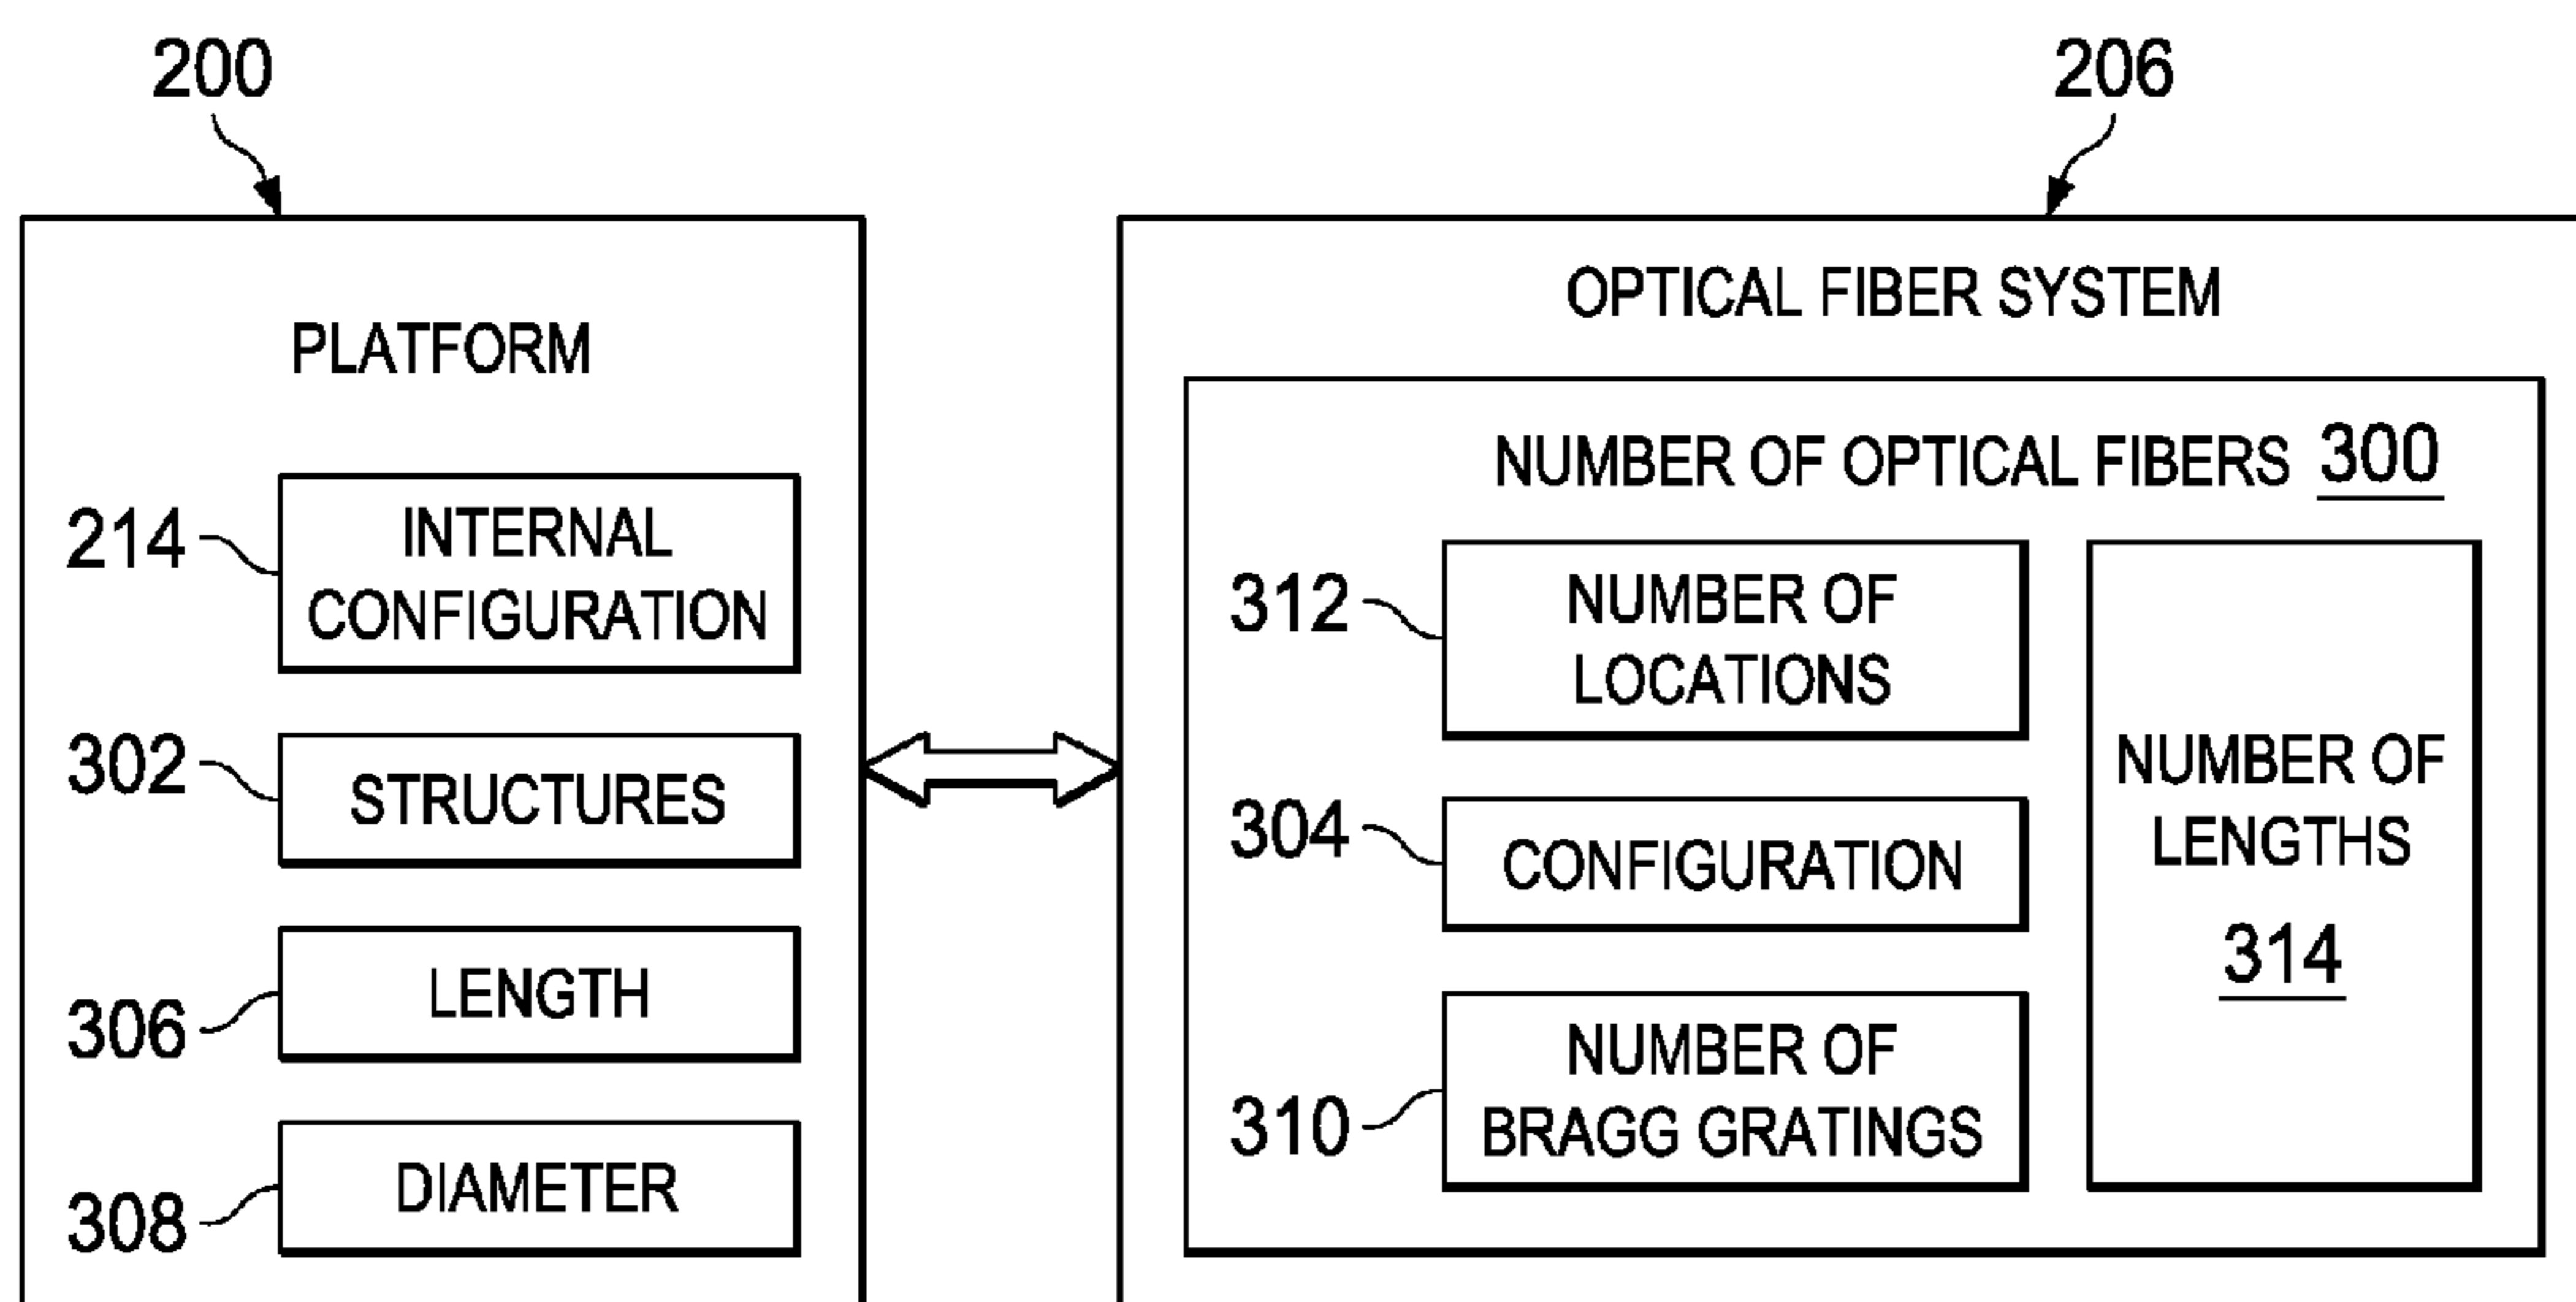 200
PLATFORM
214
INTERNAL
CONFIGURATION
302
STRUCTURES
306
LENGTH
308
DIAMETER
206
OPTICAL FIBER SYSTEM
NUMBER OF OPTICAL FIBERS 300
312
NUMBER OF
LOCATIONS
304
CONFIGURATION
310
NUMBER OF
BRAGG GRATINGS
NUMBER OF
LENGTHS
314